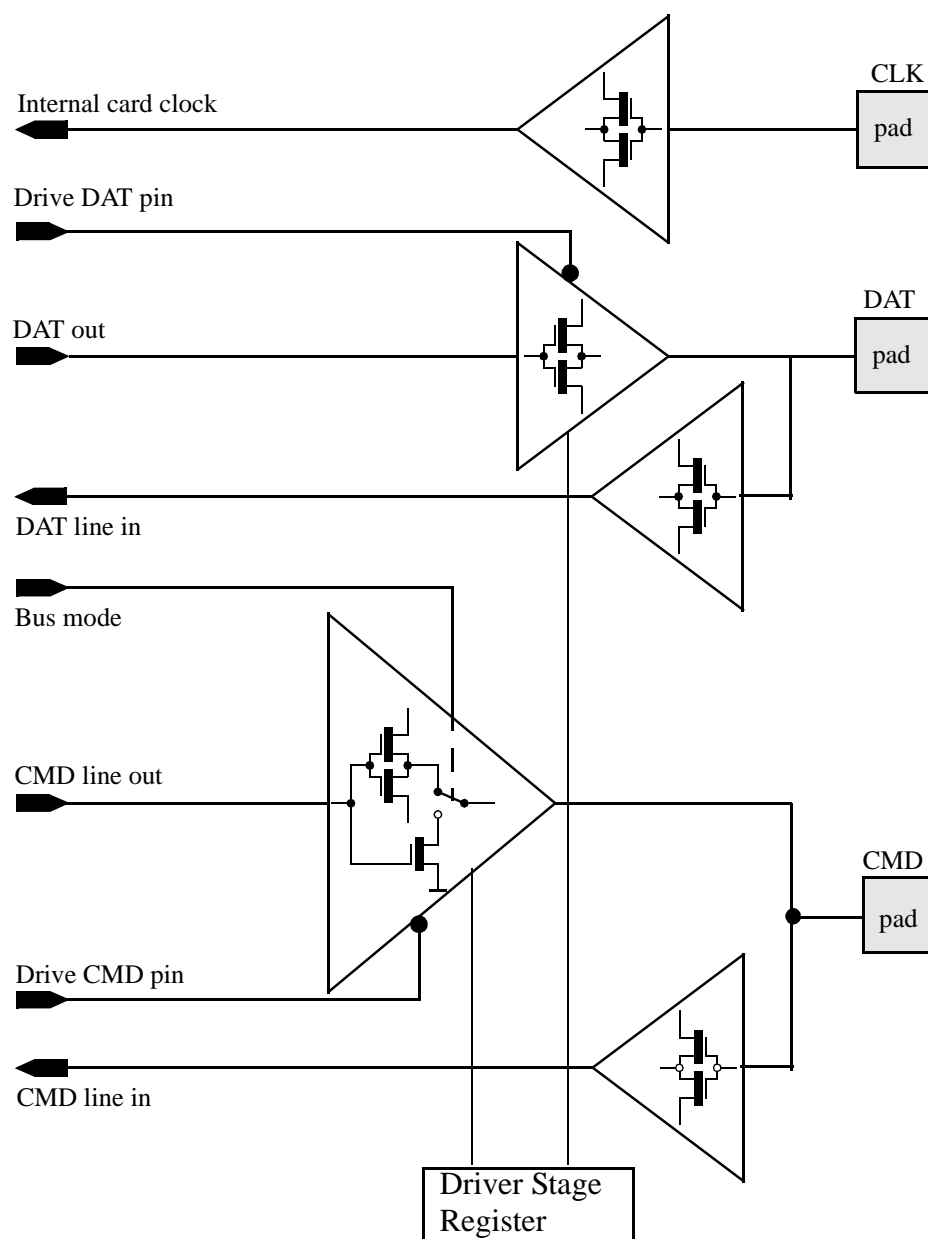 CLK
Internal card clock
pad
Drive DAT pin
DAT
DAT out
pad
DAT line in
Bus mode
CMD line out
CMD
pad
Drive CMD pin
CMD line in
Driver Stage
Register